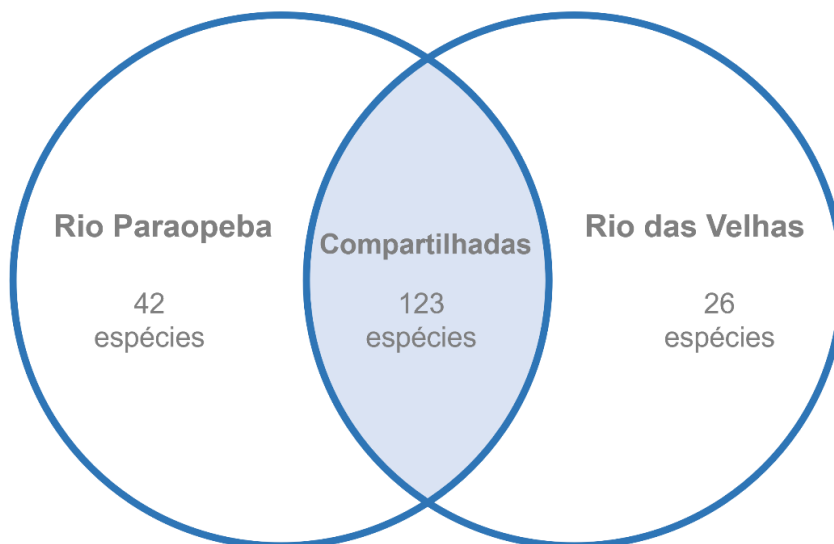 Rio Paraopeba
42
espécies
Compartilhadas
123
espécies
Rio das Velhas
26
espécies